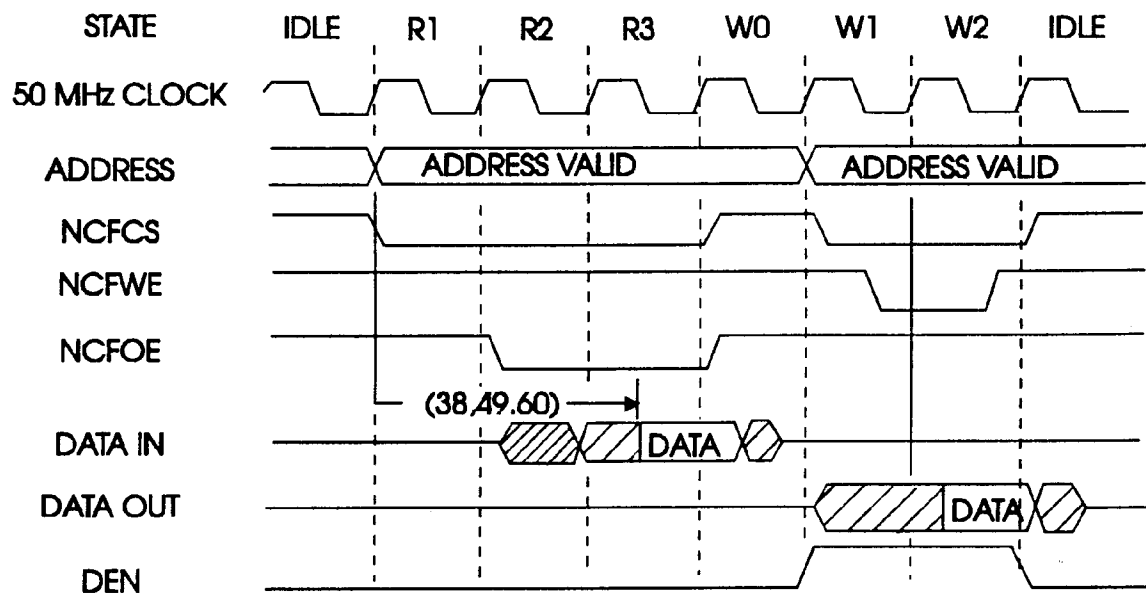 STATE IDLE R1 R2 R3 W0 W1 W2 IDLE
50 MHz CLOCK
ADDRESS ADDRESS VALID ADDRESS VALID
NCFCS
NCFWE
NCFOE
(38,49.60)
DATA IN DATA
DATA OUT DATA
DEN